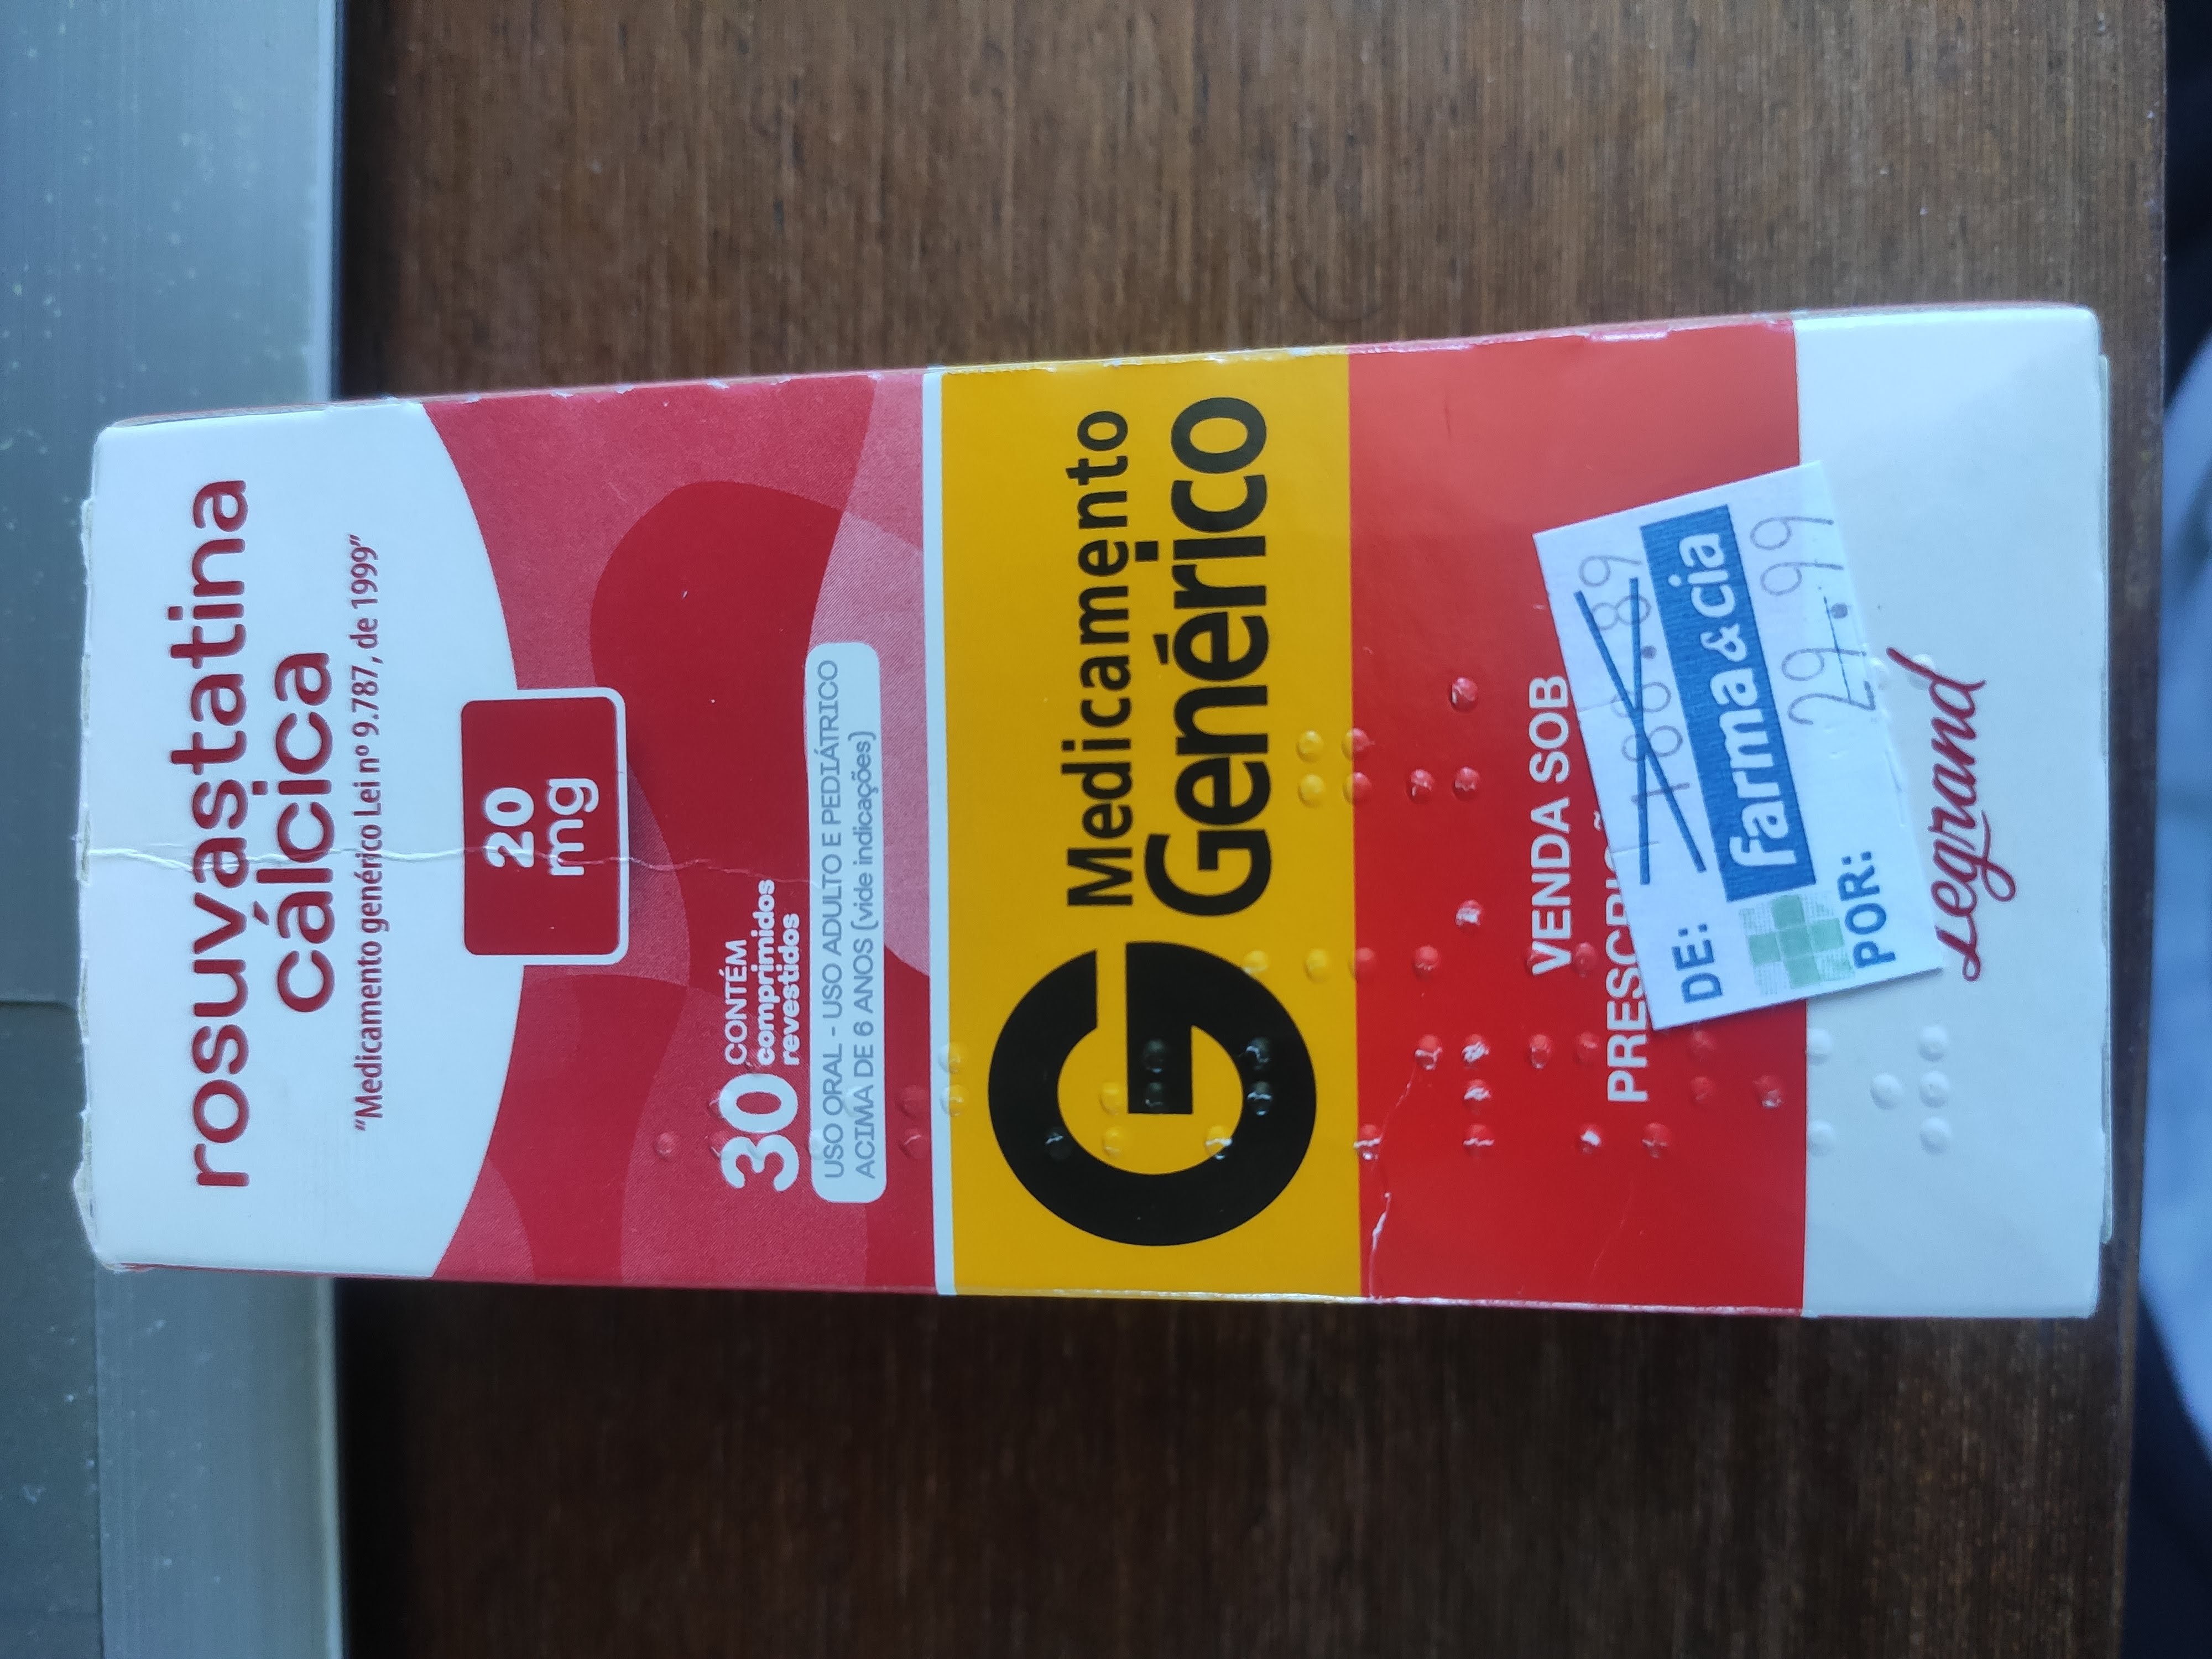 rosuvastatina
cálcica
“Medicamento genérico Lei nº 9.787, de 1999”
20
mg
30 CONTÉM
comprimidos
revestidos
USO ORAL - USO ADULTO E PEDIÁTRICO
ACIMA DE 6 ANOS (vide indicações)
G Medicamento
Genérico
VENDA SOB
DE: 188.89
farma & cia
POR: 29.99
Legrand